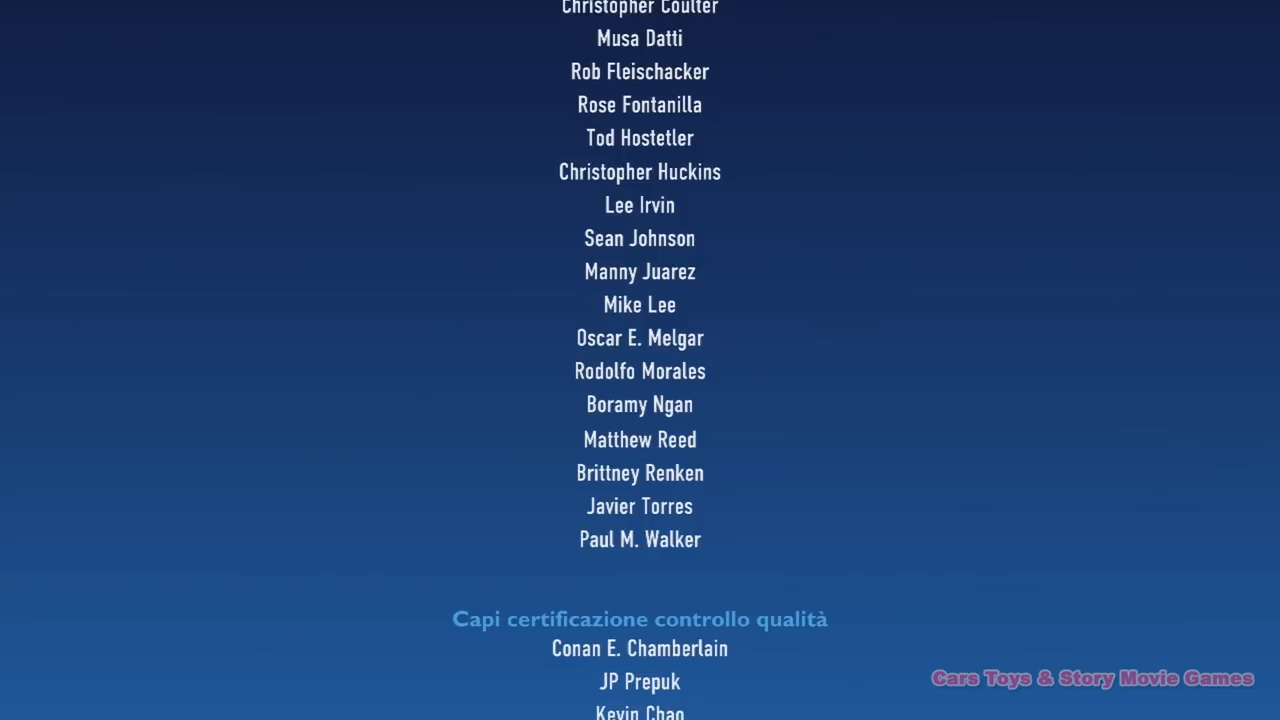 Christopher Coulter
Musa Datti
Rob Fleischacker
Rose Fontanilla
Tod Hostetler
Christopher Huckins
Lee Irvin
Sean Johnson
Manny Juarez
Mike Lee
Oscar E. Melgar
Rodolfo Morales
Boramy Ngan
Matthew Reed
Brittney Renken
Javier Torres
Paul M. Walker
Capi certificazione controllo qualità
Conan E. Chamberlain
JP Prepuk
Kevin Chao
Cars Toys & Story Movie Games